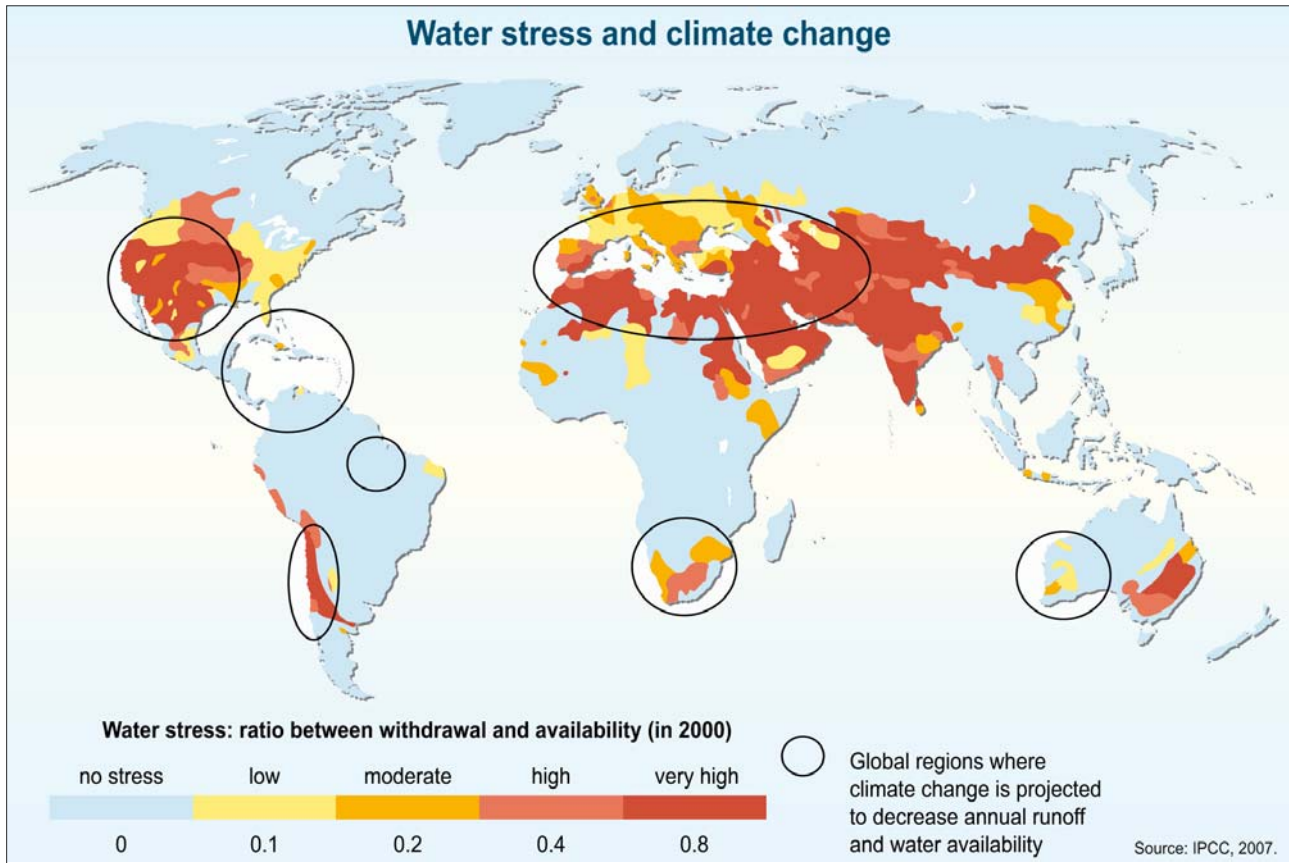 Water stress and climate change
Water stress: ratio between withdrawal and availability (in 2000)
no stress low moderate high very high
0 0.1 0.2 0.4 0.8
Global regions where
climate change is projected
to decrease annual runoff
and water availability
Source: IPCC, 2007.